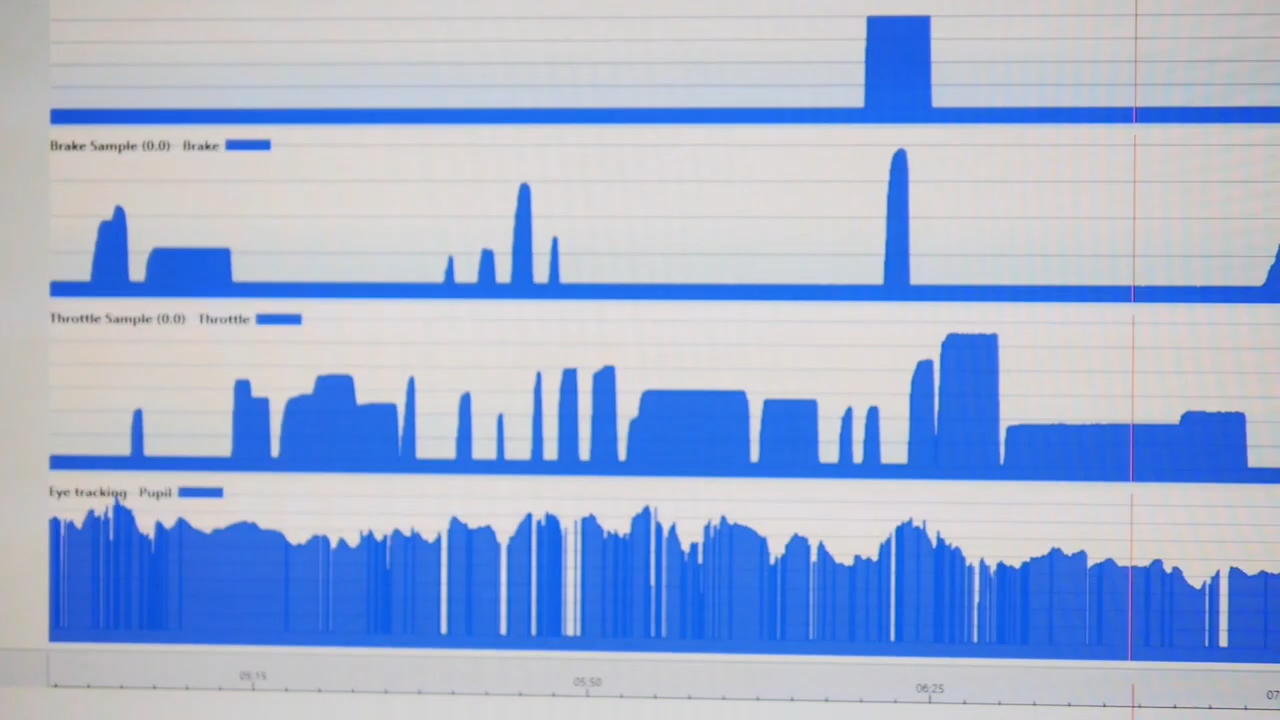 Brake Sample (0.0) Brake
Throttle Sample (0.0) Throttle
Eye tracking Pupil
05:15 05:50 06:25 07